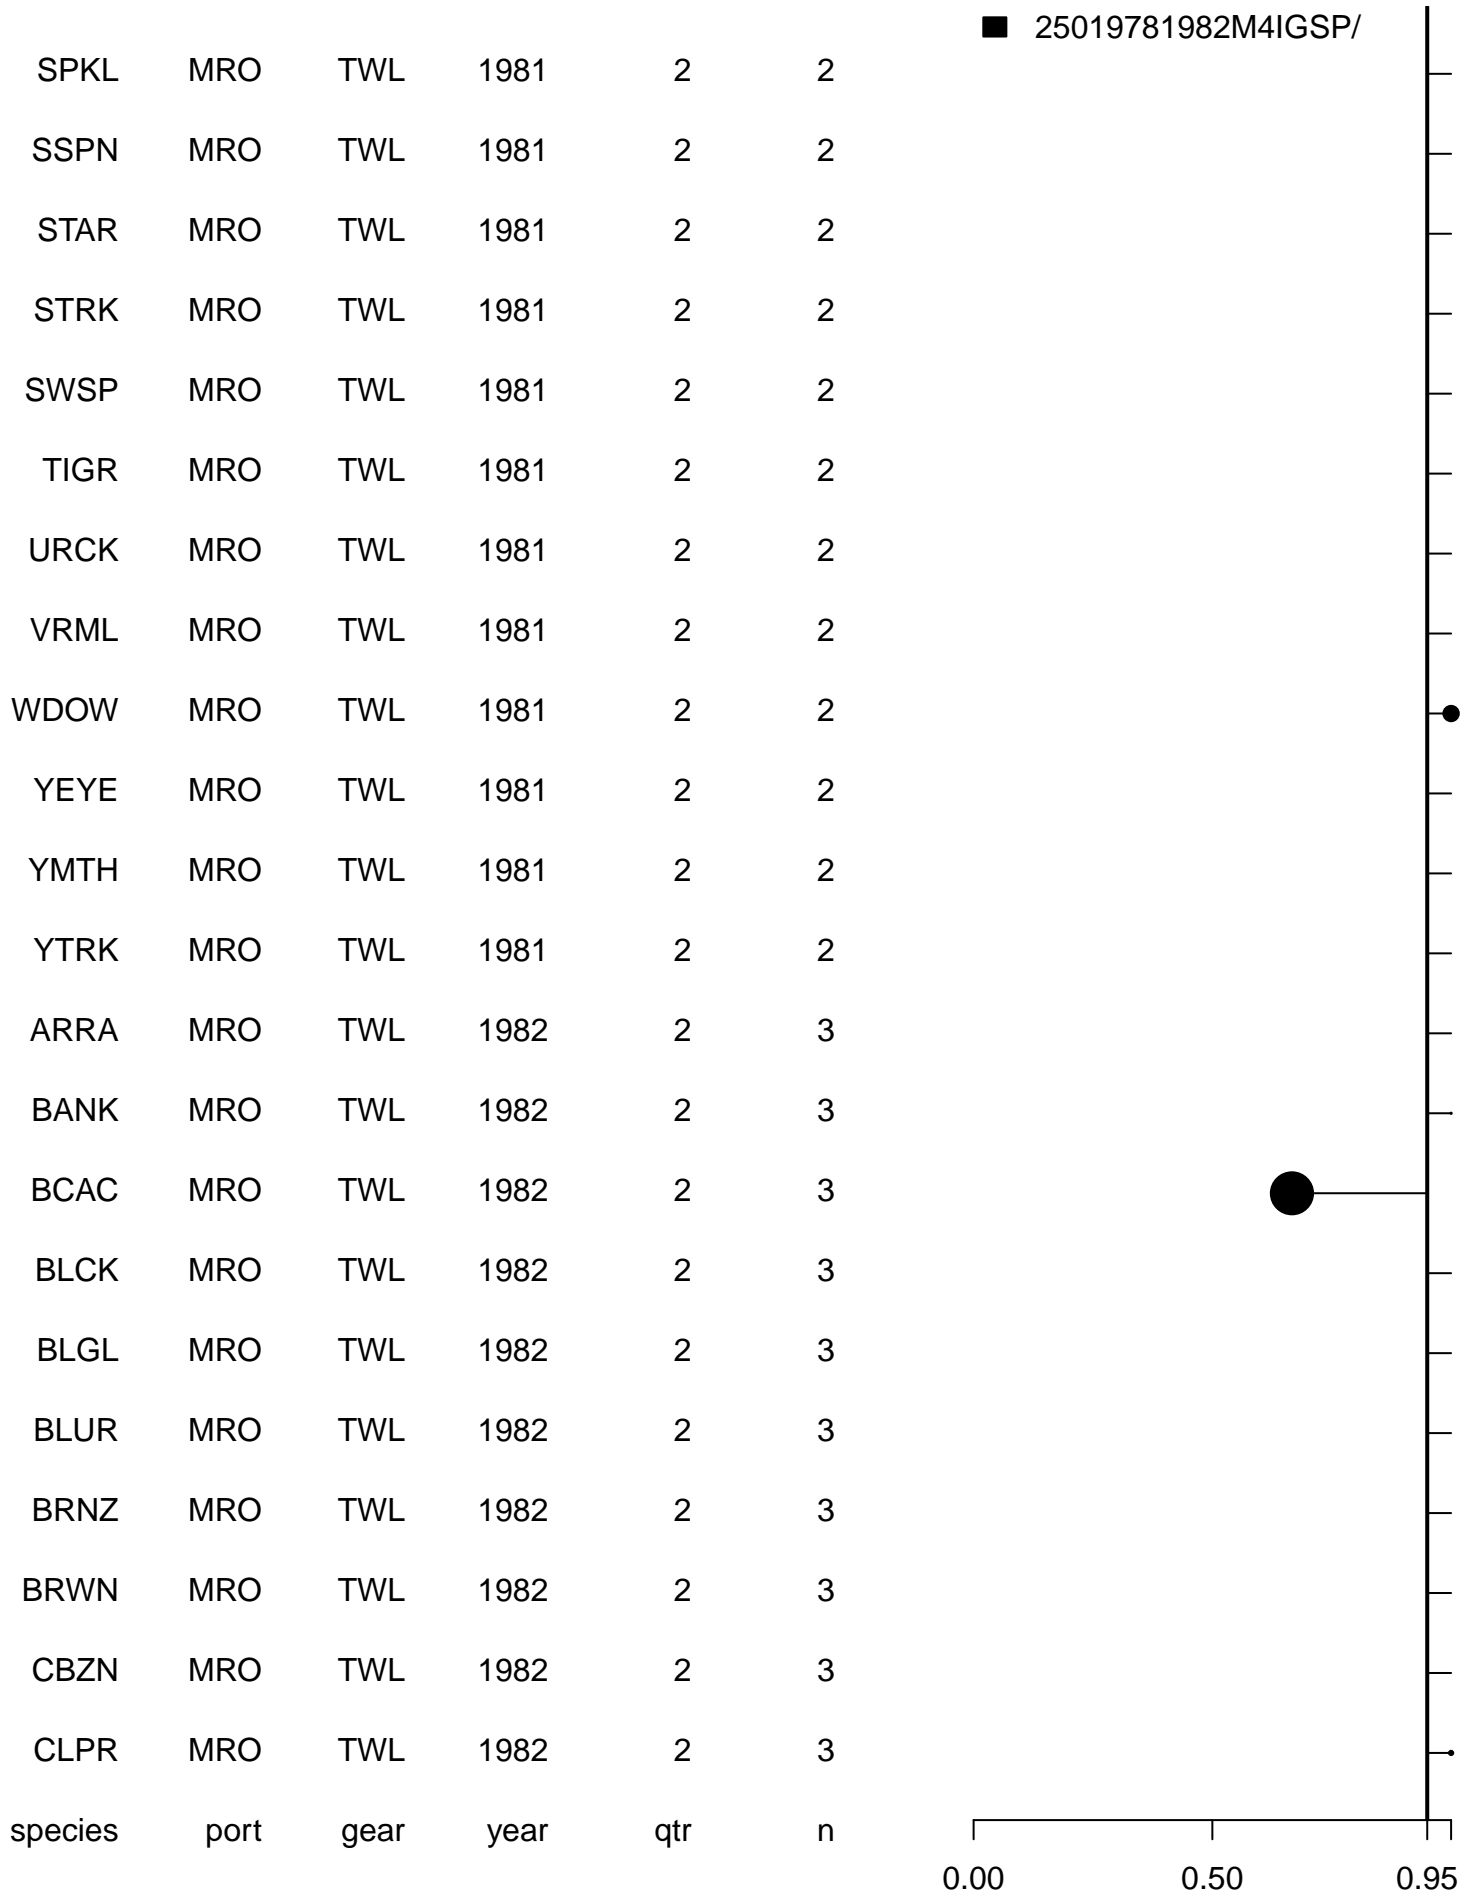 25019781982M4IGSP/
SPKL MRO TWL 1981 2 2
SSPN MRO TWL 1981 2 2
STAR MRO TWL 1981 2 2
STRK MRO TWL 1981 2 2
SWSP MRO TWL 1981 2 2
TIGR MRO TWL 1981 2 2
URCK MRO TWL 1981 2 2
VRML MRO TWL 1981 2 2
WDOW MRO TWL 1981 2 2
YEYE MRO TWL 1981 2 2
YMTH MRO TWL 1981 2 2
YTRK MRO TWL 1981 2 2
ARRA MRO TWL 1982 2 3
BANK MRO TWL 1982 2 3
BCAC MRO TWL 1982 2 3
BLCK MRO TWL 1982 2 3
BLGL MRO TWL 1982 2 3
BLUR MRO TWL 1982 2 3
BRNZ MRO TWL 1982 2 3
BRWN MRO TWL 1982 2 3
CBZN MRO TWL 1982 2 3
CLPR MRO TWL 1982 2 3
species port gear year qtr n
0.00 0.50 0.95